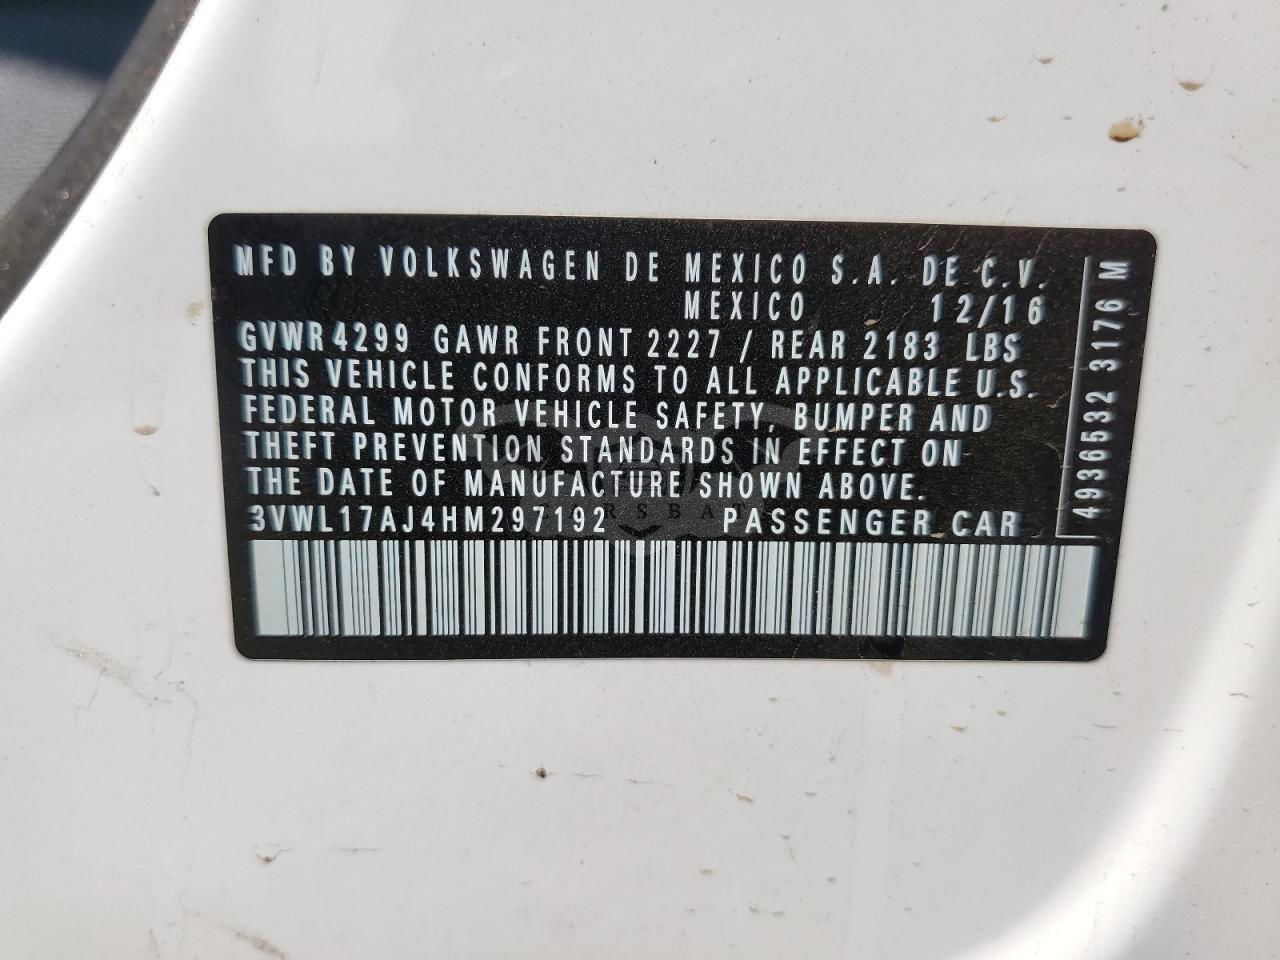 MFD BY VOLKSWAGEN DE MEXICO S.A. DE C.V.
MEXICO 12/16
GVWR 4299 GAWR FRONT 2227 / REAR 2183 LBS
THIS VEHICLE CONFORMS TO ALL APPLICABLE U.S.
FEDERAL MOTOR VEHICLE SAFETY, BUMPER AND
THEFT PREVENTION STANDARDS IN EFFECT ON
THE DATE OF MANUFACTURE SHOWN ABOVE.
3VWL17AJ4HM297192 PASSENGER CAR
4936532 3176 M